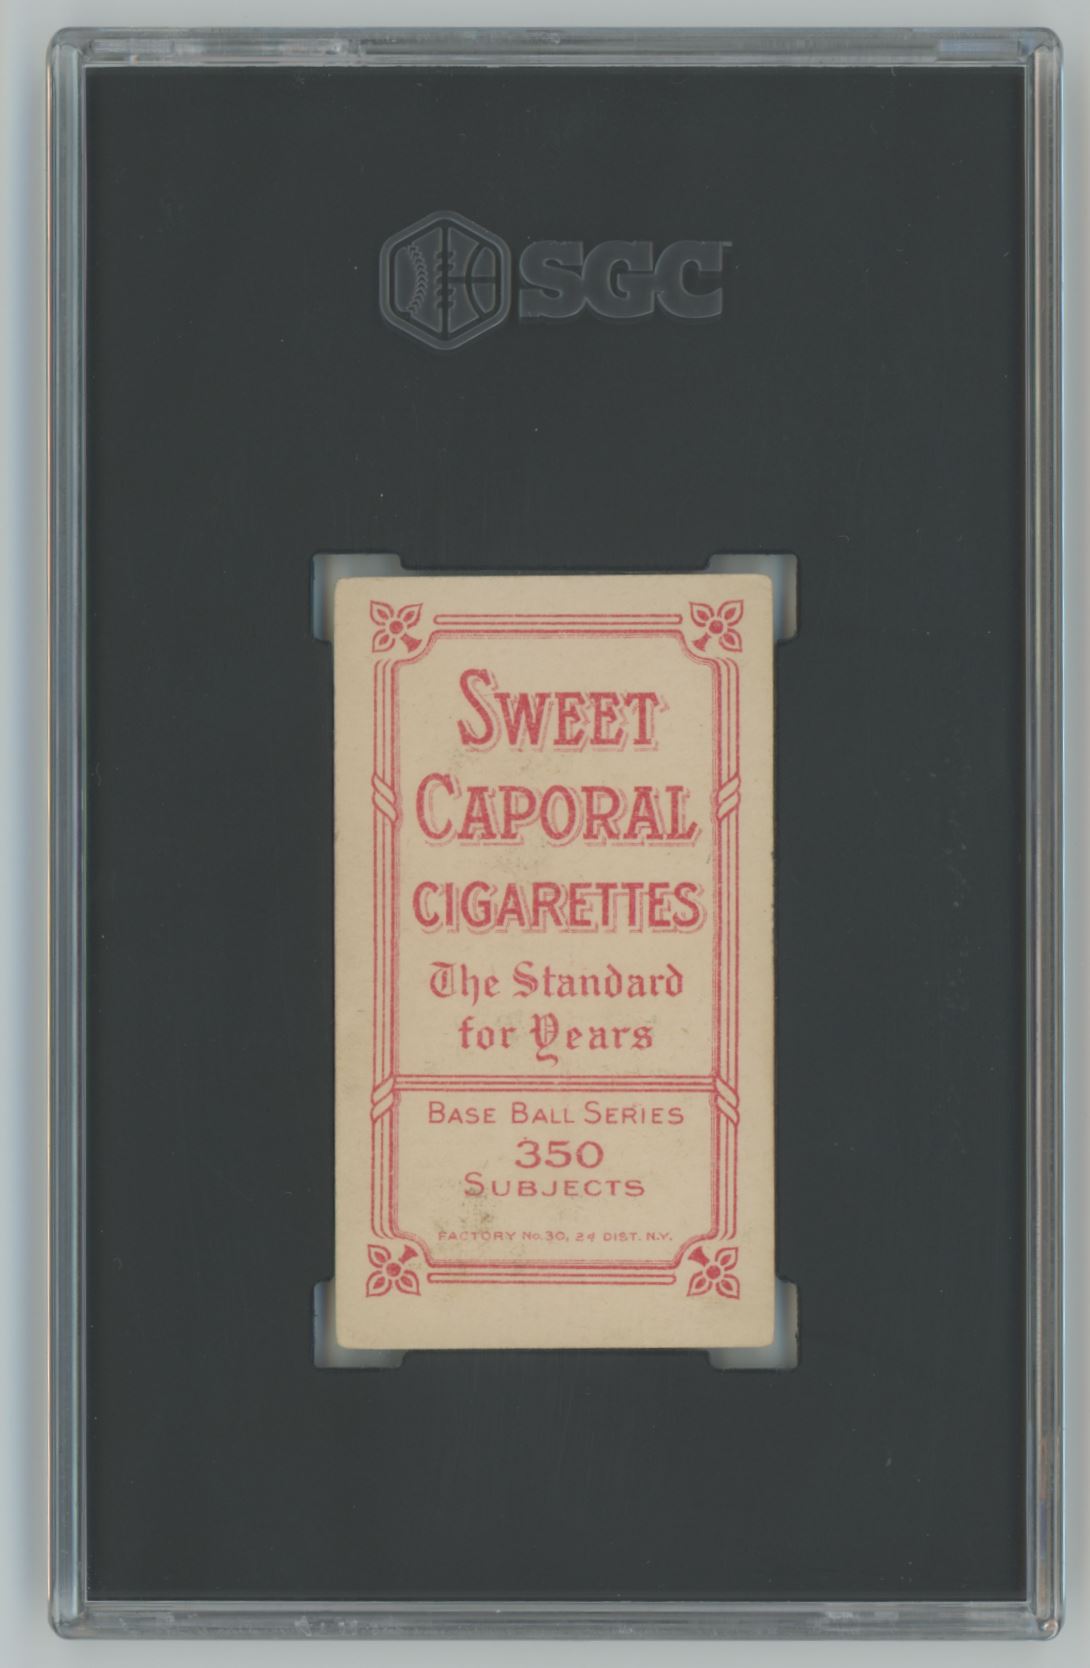 SGC
SWEET
CAPORAL
CIGARETTES
The Standard
for Years
BASE BALL SERIES
350
SUBJECTS
FACTORY No. 30, 2d DIST. N.Y.